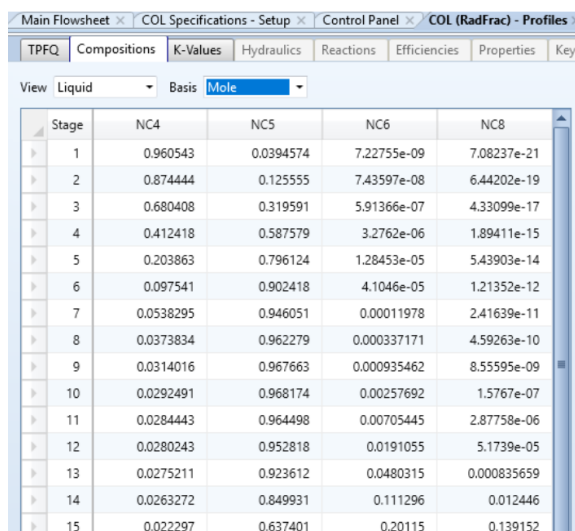 Main Flowsheet × COL Specifications - Setup × Control Panel × COL (RadFrac) - Profiles
TPFQ Compositions K-Values Hydraulics Reactions Efficiencies Properties Key
View Liquid Basis Mole
Stage NC4 NC5 NC6 NC8
1 0.960543 0.0394574 7.22755e-09 7.08237e-21
2 0.874444 0.125555 7.43597e-08 6.44202e-19
3 0.680408 0.319591 5.91366e-07 4.33099e-17
4 0.412418 0.587579 3.2762e-06 1.89411e-15
5 0.203863 0.796124 1.28453e-05 5.43903e-14
6 0.097541 0.902418 4.1046e-05 1.21352e-12
7 0.0538295 0.946051 0.00011978 2.41639e-11
8 0.0373834 0.962279 0.000337171 4.59263e-10
9 0.0314016 0.967663 0.000935462 8.55595e-09
10 0.0292491 0.968174 0.00257692 1.5767e-07
11 0.0284443 0.964498 0.00705445 2.87758e-06
12 0.0280243 0.952818 0.0191055 5.1739e-05
13 0.0275211 0.923612 0.0480315 0.000835659
14 0.0263272 0.849931 0.111296 0.012446
15 0.022297 0.637401 0.20115 0.139152